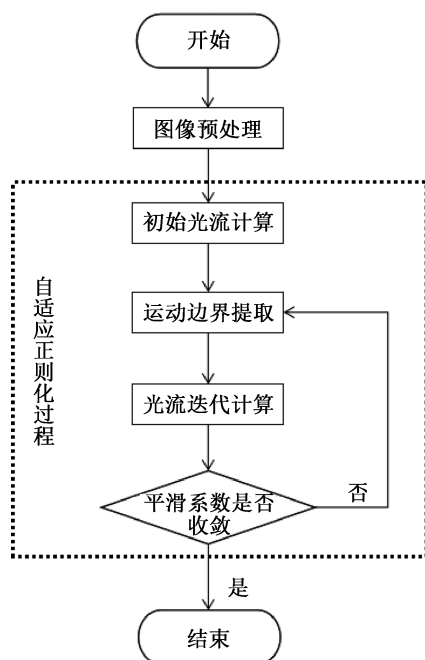 开始
图像预处理
初始光流计算
自适应正则化过程
运动边界提取
光流迭代计算
平滑系数是否
收敛
否
是
结束